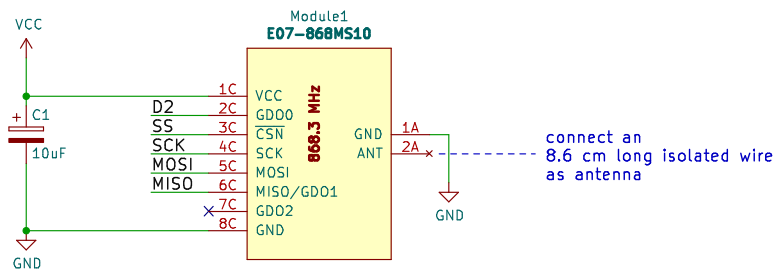 Module1
E07-868MS10
VCC
1C VCC
D2 2C GDO0
SS 3C CSN
SCK 4C SCK
MOSI 5C MOSI
MISO 6C MISO/GDO1
7C GDO2
8C GND
868.3 MHz
GND 1A
ANT 2A
+ C1
10uF
GND
GND
connect an
8.6 cm long isolated wire
as antenna